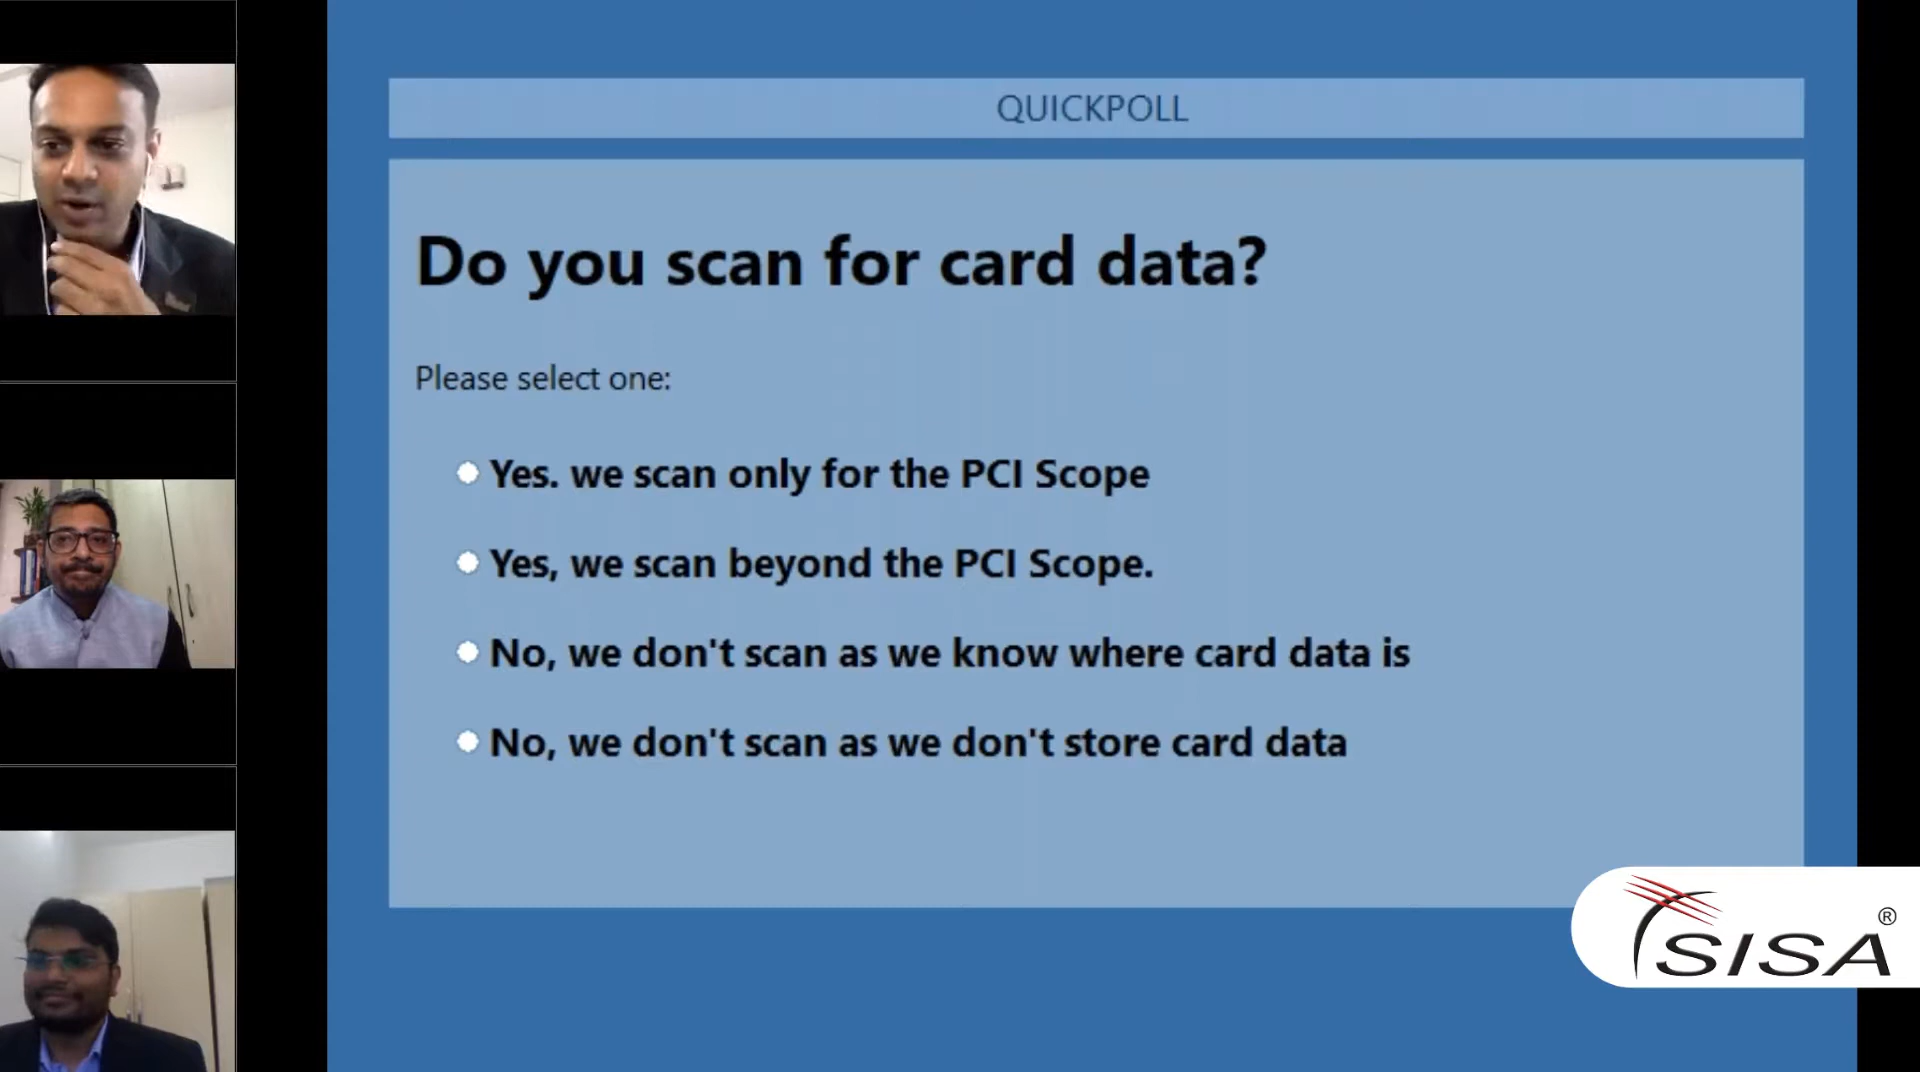 QUICKPOLL
Do you scan for card data?
Please select one:
Yes. we scan only for the PCI Scope
Yes, we scan beyond the PCI Scope.
No, we don't scan as we know where card data is
No, we don't scan as we don't store card data
SISA®